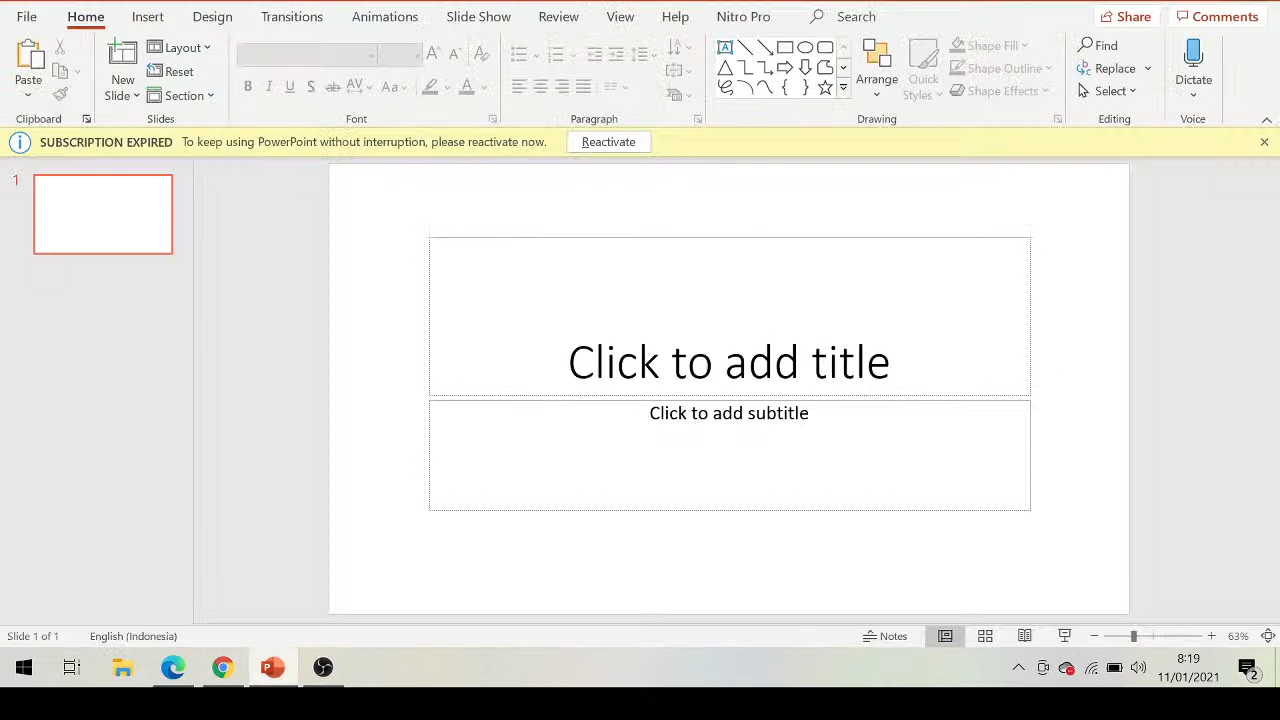 File Home Insert Design Transitions Animations Slide Show Review View Help Nitro Pro Search Share Comments
Paste
New
Slide
Layout
Reset
Section
B I U S ab AV Aa A
A A A
Arrange
Quick
Styles
Shape Fill
Shape Outline
Shape Effects
Find
Replace
Select
Dictate
Clipboard Slides Font Paragraph Drawing Editing Voice
SUBSCRIPTION EXPIRED To keep using PowerPoint without interruption, please reactivate now. Reactivate
1
Click to add title
Click to add subtitle
Slide 1 of 1 English (Indonesia) Notes 63%
8:19
11/01/2021
2